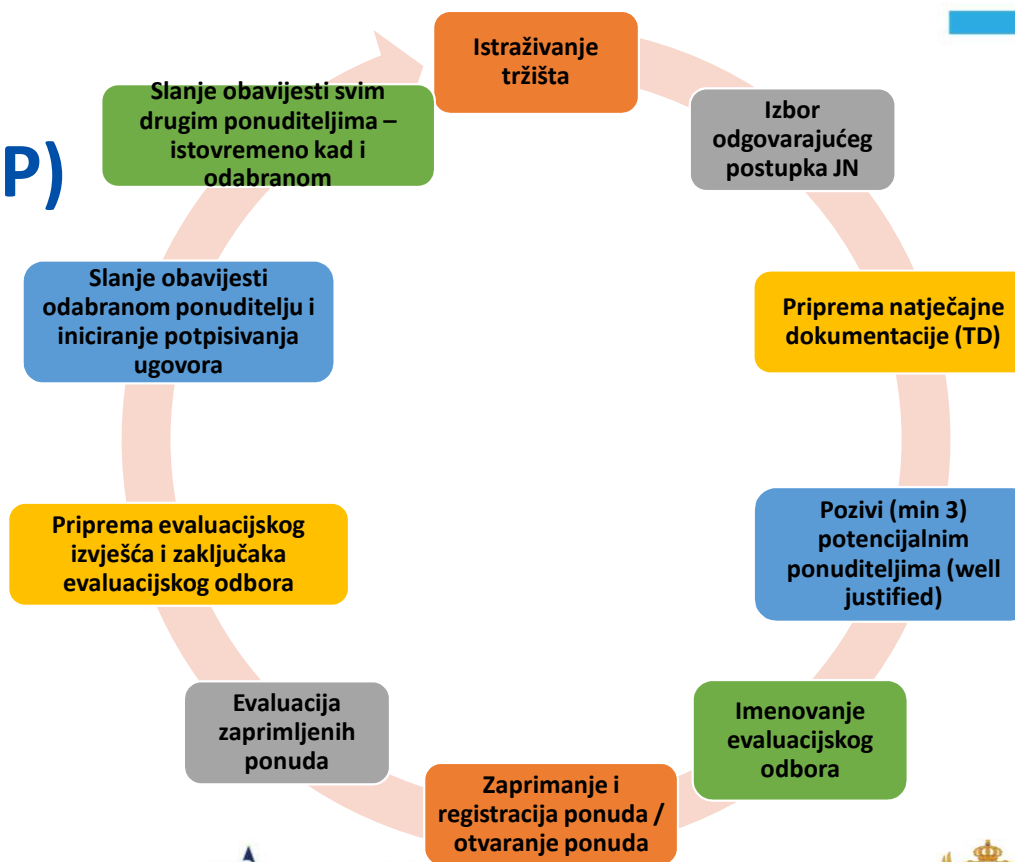 P)
Istraživanje
tržišta
Izbor
odgovarajućeg
postupka JN
Priprema natječajne
dokumentacije (TD)
Pozivi (min 3)
potencijalnim
ponuditeljima (well
justified)
Imenovanje
evaluacijskog
odbora
Zaprimanje i
registracija ponuda /
otvaranje ponuda
Evaluacija
zaprimljenih
ponuda
Priprema evaluacijskog
izvješća i zaključaka
evaluacijskog odbora
Slanje obavijesti
odabranom ponuditelju i
iniciranje potpisivanja
ugovora
Slanje obavijesti svim
drugim ponuditeljima –
istovremeno kad i
odabranom